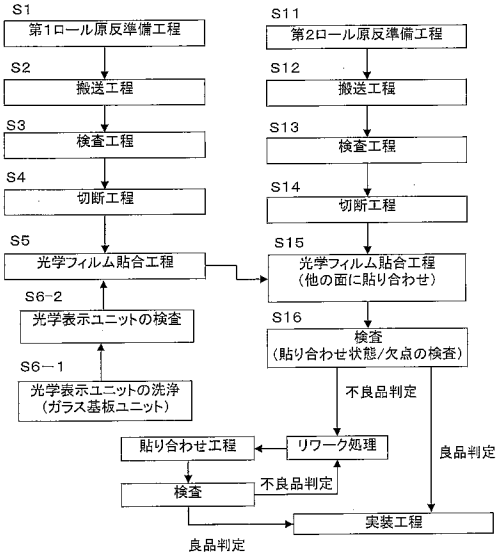 S1
第1ロール原反準備工程
S2
搬送工程
S3
検査工程
S4
切断工程
S5
光学フィルム貼合工程
S6-2
光学表示ユニットの検査
S6-1
光学表示ユニットの洗浄
(ガラス基板ユニット)
S11
第2ロール原反準備工程
S12
搬送工程
S13
検査工程
S14
切断工程
S15
光学フィルム貼合工程
(他の面に貼り合わせ)
S16
検査
(貼り合わせ状態/欠点の検査)
不良品判定
良品判定
貼り合わせ工程
リワーク処理
不良品判定
検査
実装工程
良品判定